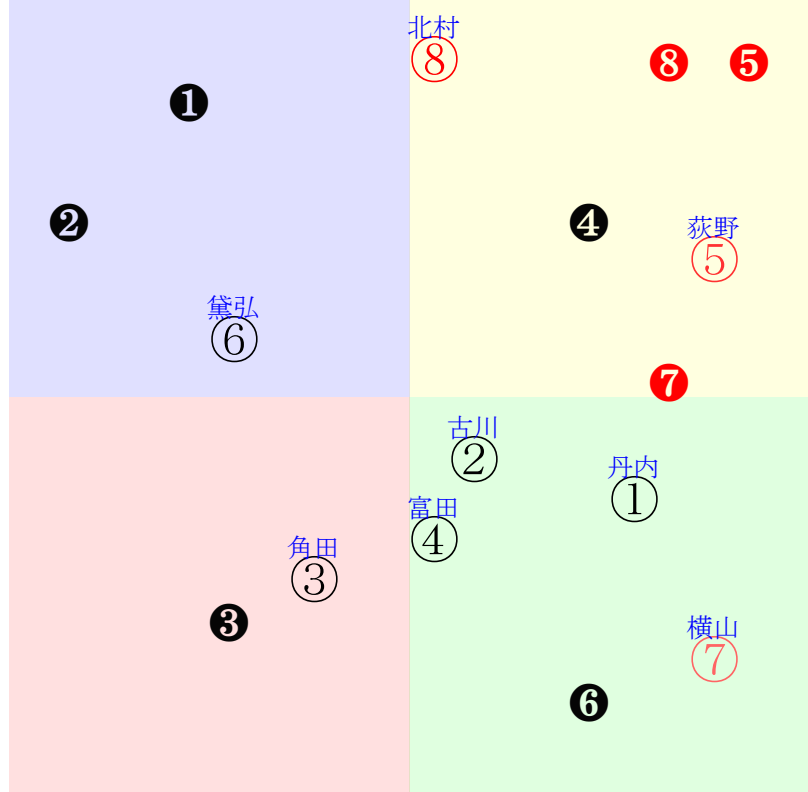 北村
⑧
❽ ❺
❶
❷
❹
荻野
⑤
黛弘
⑥
❼
古川
②
丹内
①
富田
④
角田
③
❸
横山
⑦
❻